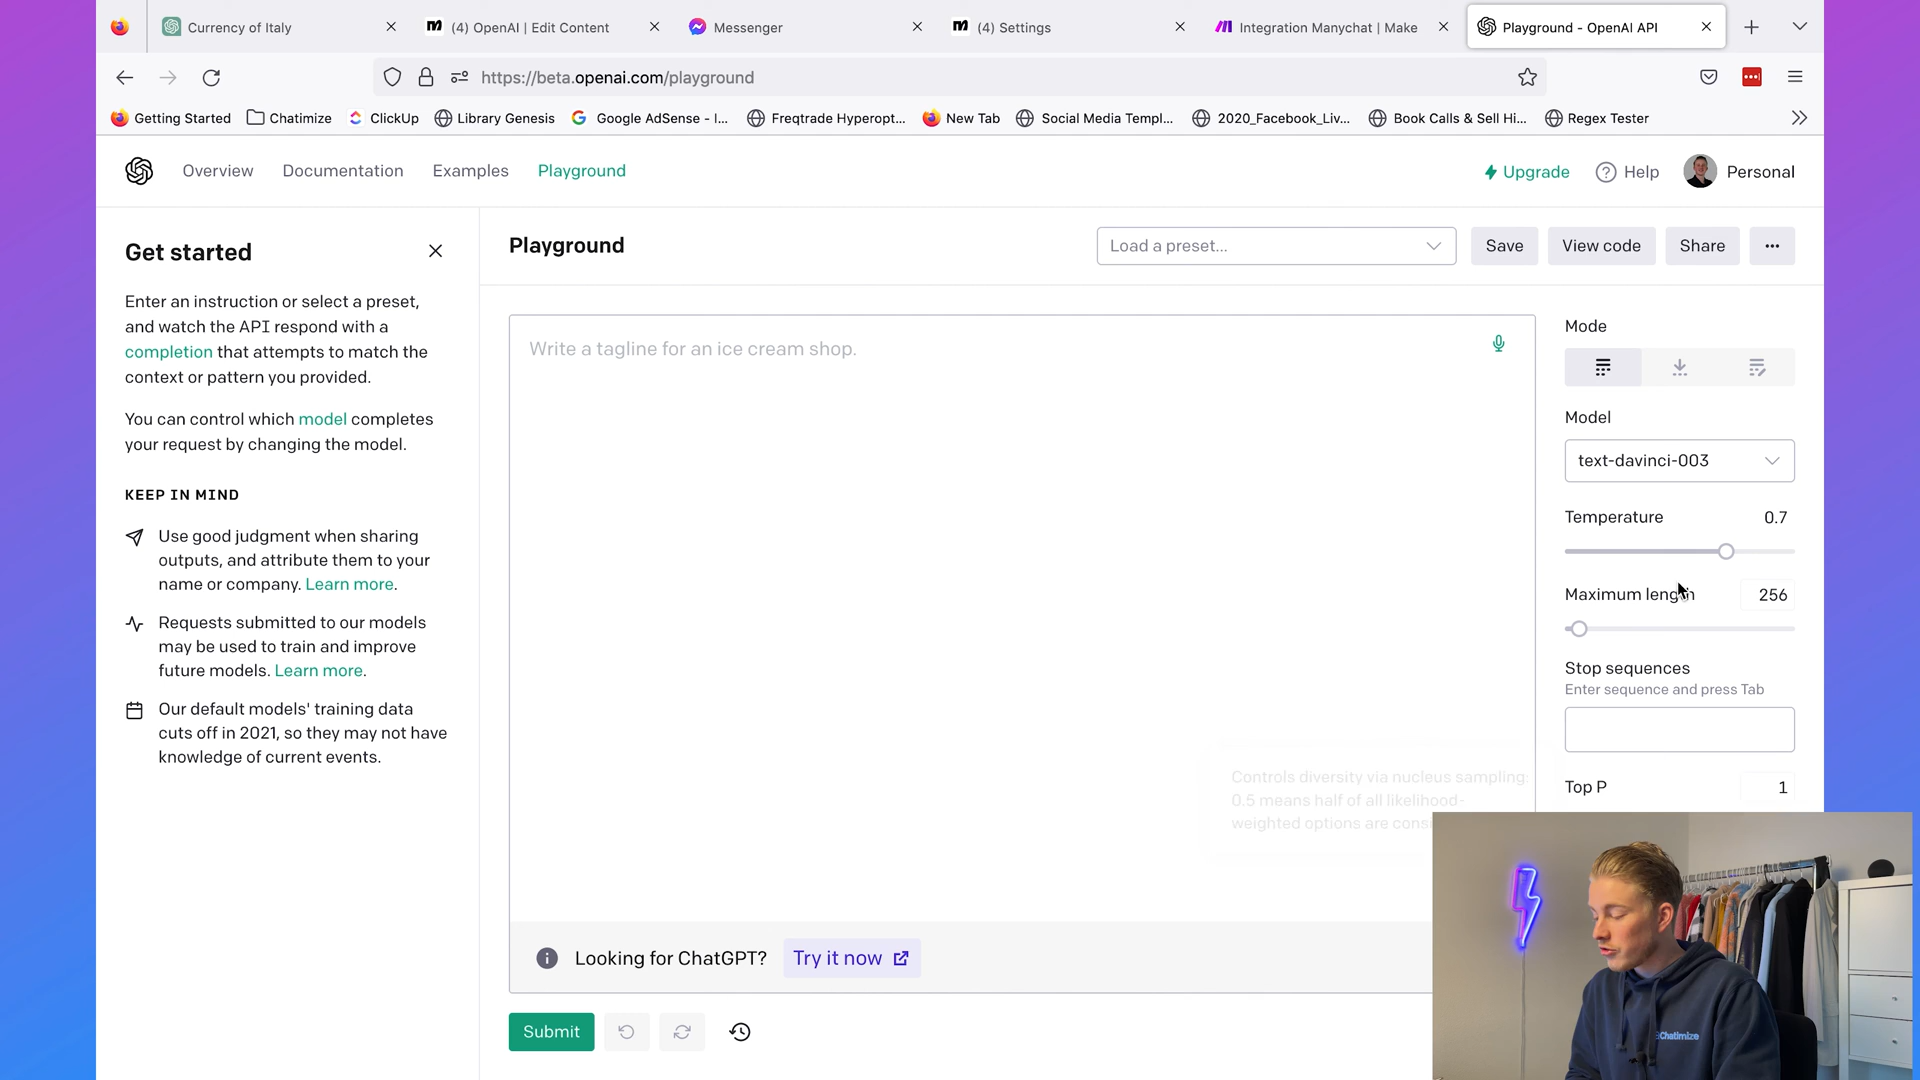 Currency of Italy
(4) OpenAI | Edit Content
Messenger
(4) Settings
Integration Manychat | Make
Playground - OpenAI API
https://beta.openai.com/playground
Getting Started
Chatimize
ClickUp
Library Genesis
Google AdSense - I...
Freqtrade Hyperopt...
New Tab
Social Media Templ...
2020_Facebook_Liv...
Book Calls & Sell Hi...
Regex Tester
Overview
Documentation
Examples
Playground
Upgrade
Help
Personal
Get started
Enter an instruction or select a preset,
and watch the API respond with a
completion that attempts to match the
context or pattern you provided.
You can control which model completes
your request by changing the model.
KEEP IN MIND
Use good judgment when sharing
outputs, and attribute them to your
name or company. Learn more.
Requests submitted to our models
may be used to train and improve
future models. Learn more.
Our default models' training data
cuts off in 2021, so they may not have
knowledge of current events.
Playground
Load a preset...
Save
View code
Share
Write a tagline for an ice cream shop.
Controls diversity via nucleus sampling:
0.5 means half of all likelihood-
weighted options are
Looking for ChatGPT?
Try it now
Submit
Mode
Model
text-davinci-003
Temperature 0.7
Maximum length 256
Stop sequences
Enter sequence and press Tab
Top P 1
Chatimize